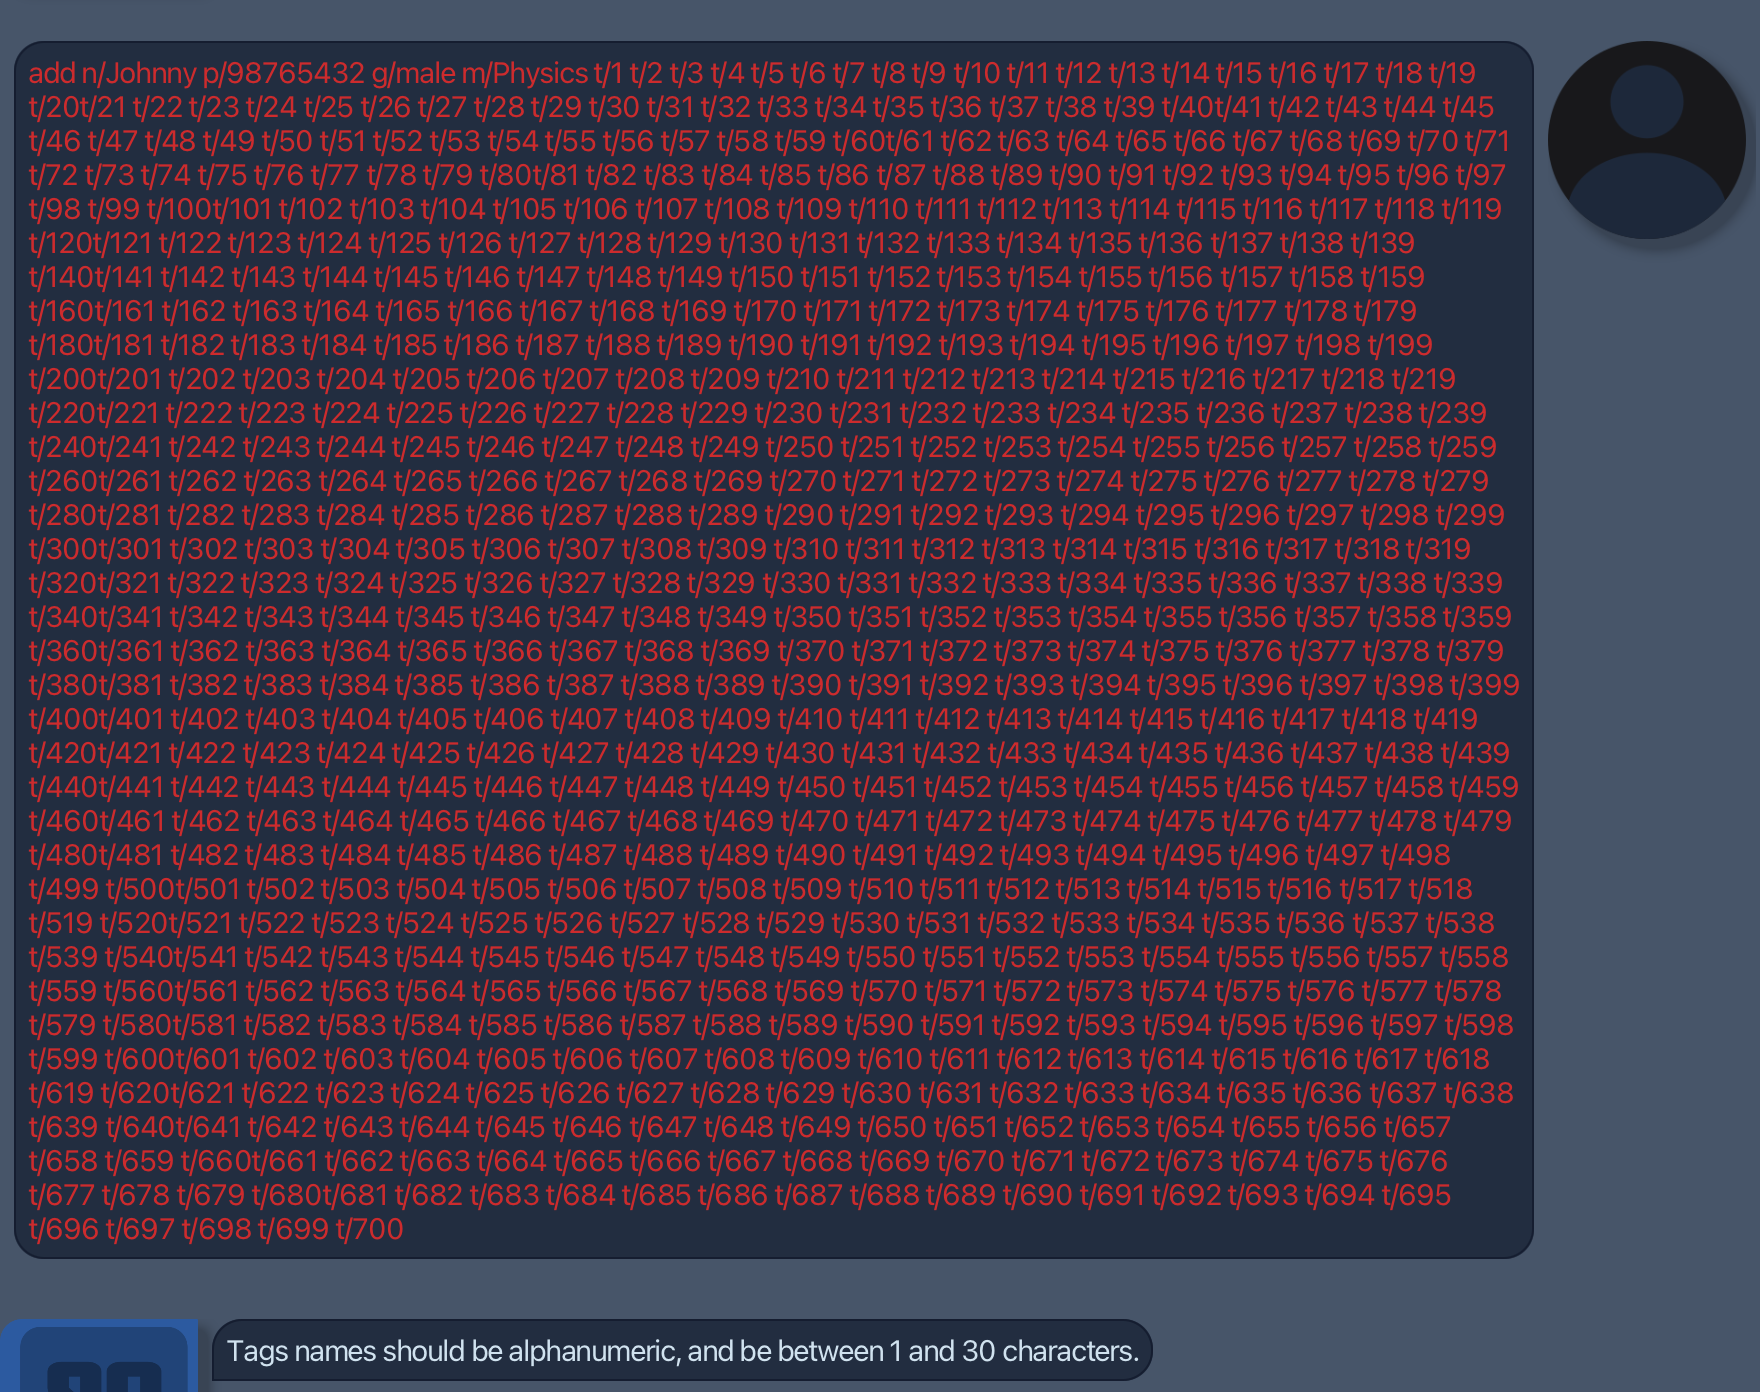 add n/Johnny p/98765432 g/male m/Physics t/1 t/2 t/3 t/4 t/5 t/6 t/7 t/8 t/9 t/10 t/11 t/12 t/13 t/14 t/15 t/16 t/17 t/18 t/19
t/20t/21 t/22 t/23 t/24 t/25 t/26 t/27 t/28 t/29 t/30 t/31 t/32 t/33 t/34 t/35 t/36 t/37 t/38 t/39 t/40t/41 t/42 t/43 t/44 t/45
t/46 t/47 t/48 t/49 t/50 t/51 t/52 t/53 t/54 t/55 t/56 t/57 t/58 t/59 t/60t/61 t/62 t/63 t/64 t/65 t/66 t/67 t/68 t/69 t/70 t/71
t/72 t/73 t/74 t/75 t/76 t/77 t/78 t/79 t/80t/81 t/82 t/83 t/84 t/85 t/86 t/87 t/88 t/89 t/90 t/91 t/92 t/93 t/94 t/95 t/96 t/97
t/98 t/99 t/100t/101 t/102 t/103 t/104 t/105 t/106 t/107 t/108 t/109 t/110 t/111 t/112 t/113 t/114 t/115 t/116 t/117 t/118 t/119
t/120t/121 t/122 t/123 t/124 t/125 t/126 t/127 t/128 t/129 t/130 t/131 t/132 t/133 t/134 t/135 t/136 t/137 t/138 t/139
t/140t/141 t/142 t/143 t/144 t/145 t/146 t/147 t/148 t/149 t/150 t/151 t/152 t/153 t/154 t/155 t/156 t/157 t/158 t/159
t/160t/161 t/162 t/163 t/164 t/165 t/166 t/167 t/168 t/169 t/170 t/171 t/172 t/173 t/174 t/175 t/176 t/177 t/178 t/179
t/180t/181 t/182 t/183 t/184 t/185 t/186 t/187 t/188 t/189 t/190 t/191 t/192 t/193 t/194 t/195 t/196 t/197 t/198 t/199
t/200t/201 t/202 t/203 t/204 t/205 t/206 t/207 t/208 t/209 t/210 t/211 t/212 t/213 t/214 t/215 t/216 t/217 t/218 t/219
t/220t/221 t/222 t/223 t/224 t/225 t/226 t/227 t/228 t/229 t/230 t/231 t/232 t/233 t/234 t/235 t/236 t/237 t/238 t/239
t/240t/241 t/242 t/243 t/244 t/245 t/246 t/247 t/248 t/249 t/250 t/251 t/252 t/253 t/254 t/255 t/256 t/257 t/258 t/259
t/260t/261 t/262 t/263 t/264 t/265 t/266 t/267 t/268 t/269 t/270 t/271 t/272 t/273 t/274 t/275 t/276 t/277 t/278 t/279
t/280t/281 t/282 t/283 t/284 t/285 t/286 t/287 t/288 t/289 t/290 t/291 t/292 t/293 t/294 t/295 t/296 t/297 t/298 t/299
t/300t/301 t/302 t/303 t/304 t/305 t/306 t/307 t/308 t/309 t/310 t/311 t/312 t/313 t/314 t/315 t/316 t/317 t/318 t/319
t/320t/321 t/322 t/323 t/324 t/325 t/326 t/327 t/328 t/329 t/330 t/331 t/332 t/333 t/334 t/335 t/336 t/337 t/338 t/339
t/340t/341 t/342 t/343 t/344 t/345 t/346 t/347 t/348 t/349 t/350 t/351 t/352 t/353 t/354 t/355 t/356 t/357 t/358 t/359
t/360t/361 t/362 t/363 t/364 t/365 t/366 t/367 t/368 t/369 t/370 t/371 t/372 t/373 t/374 t/375 t/376 t/377 t/378 t/379
t/380t/381 t/382 t/383 t/384 t/385 t/386 t/387 t/388 t/389 t/390 t/391 t/392 t/393 t/394 t/395 t/396 t/397 t/398 t/399
t/400t/401 t/402 t/403 t/404 t/405 t/406 t/407 t/408 t/409 t/410 t/411 t/412 t/413 t/414 t/415 t/416 t/417 t/418 t/419
t/420t/421 t/422 t/423 t/424 t/425 t/426 t/427 t/428 t/429 t/430 t/431 t/432 t/433 t/434 t/435 t/436 t/437 t/438 t/439
t/440t/441 t/442 t/443 t/444 t/445 t/446 t/447 t/448 t/449 t/450 t/451 t/452 t/453 t/454 t/455 t/456 t/457 t/458 t/459
t/460t/461 t/462 t/463 t/464 t/465 t/466 t/467 t/468 t/469 t/470 t/471 t/472 t/473 t/474 t/475 t/476 t/477 t/478 t/479
t/480t/481 t/482 t/483 t/484 t/485 t/486 t/487 t/488 t/489 t/490 t/491 t/492 t/493 t/494 t/495 t/496 t/497 t/498
t/499 t/500t/501 t/502 t/503 t/504 t/505 t/506 t/507 t/508 t/509 t/510 t/511 t/512 t/513 t/514 t/515 t/516 t/517 t/518
t/519 t/520t/521 t/522 t/523 t/524 t/525 t/526 t/527 t/528 t/529 t/530 t/531 t/532 t/533 t/534 t/535 t/536 t/537 t/538
t/539 t/540t/541 t/542 t/543 t/544 t/545 t/546 t/547 t/548 t/549 t/550 t/551 t/552 t/553 t/554 t/555 t/556 t/557 t/558
t/559 t/560t/561 t/562 t/563 t/564 t/565 t/566 t/567 t/568 t/569 t/570 t/571 t/572 t/573 t/574 t/575 t/576 t/577 t/578
t/579 t/580t/581 t/582 t/583 t/584 t/585 t/586 t/587 t/588 t/589 t/590 t/591 t/592 t/593 t/594 t/595 t/596 t/597 t/598
t/599 t/600t/601 t/602 t/603 t/604 t/605 t/606 t/607 t/608 t/609 t/610 t/611 t/612 t/613 t/614 t/615 t/616 t/617 t/618
t/619 t/620t/621 t/622 t/623 t/624 t/625 t/626 t/627 t/628 t/629 t/630 t/631 t/632 t/633 t/634 t/635 t/636 t/637 t/638
t/639 t/640t/641 t/642 t/643 t/644 t/645 t/646 t/647 t/648 t/649 t/650 t/651 t/652 t/653 t/654 t/655 t/656 t/657
t/658 t/659 t/660t/661 t/662 t/663 t/664 t/665 t/666 t/667 t/668 t/669 t/670 t/671 t/672 t/673 t/674 t/675 t/676
t/677 t/678 t/679 t/680t/681 t/682 t/683 t/684 t/685 t/686 t/687 t/688 t/689 t/690 t/691 t/692 t/693 t/694 t/695
t/696 t/697 t/698 t/699 t/700
Tags names should be alphanumeric, and be between 1 and 30 characters.